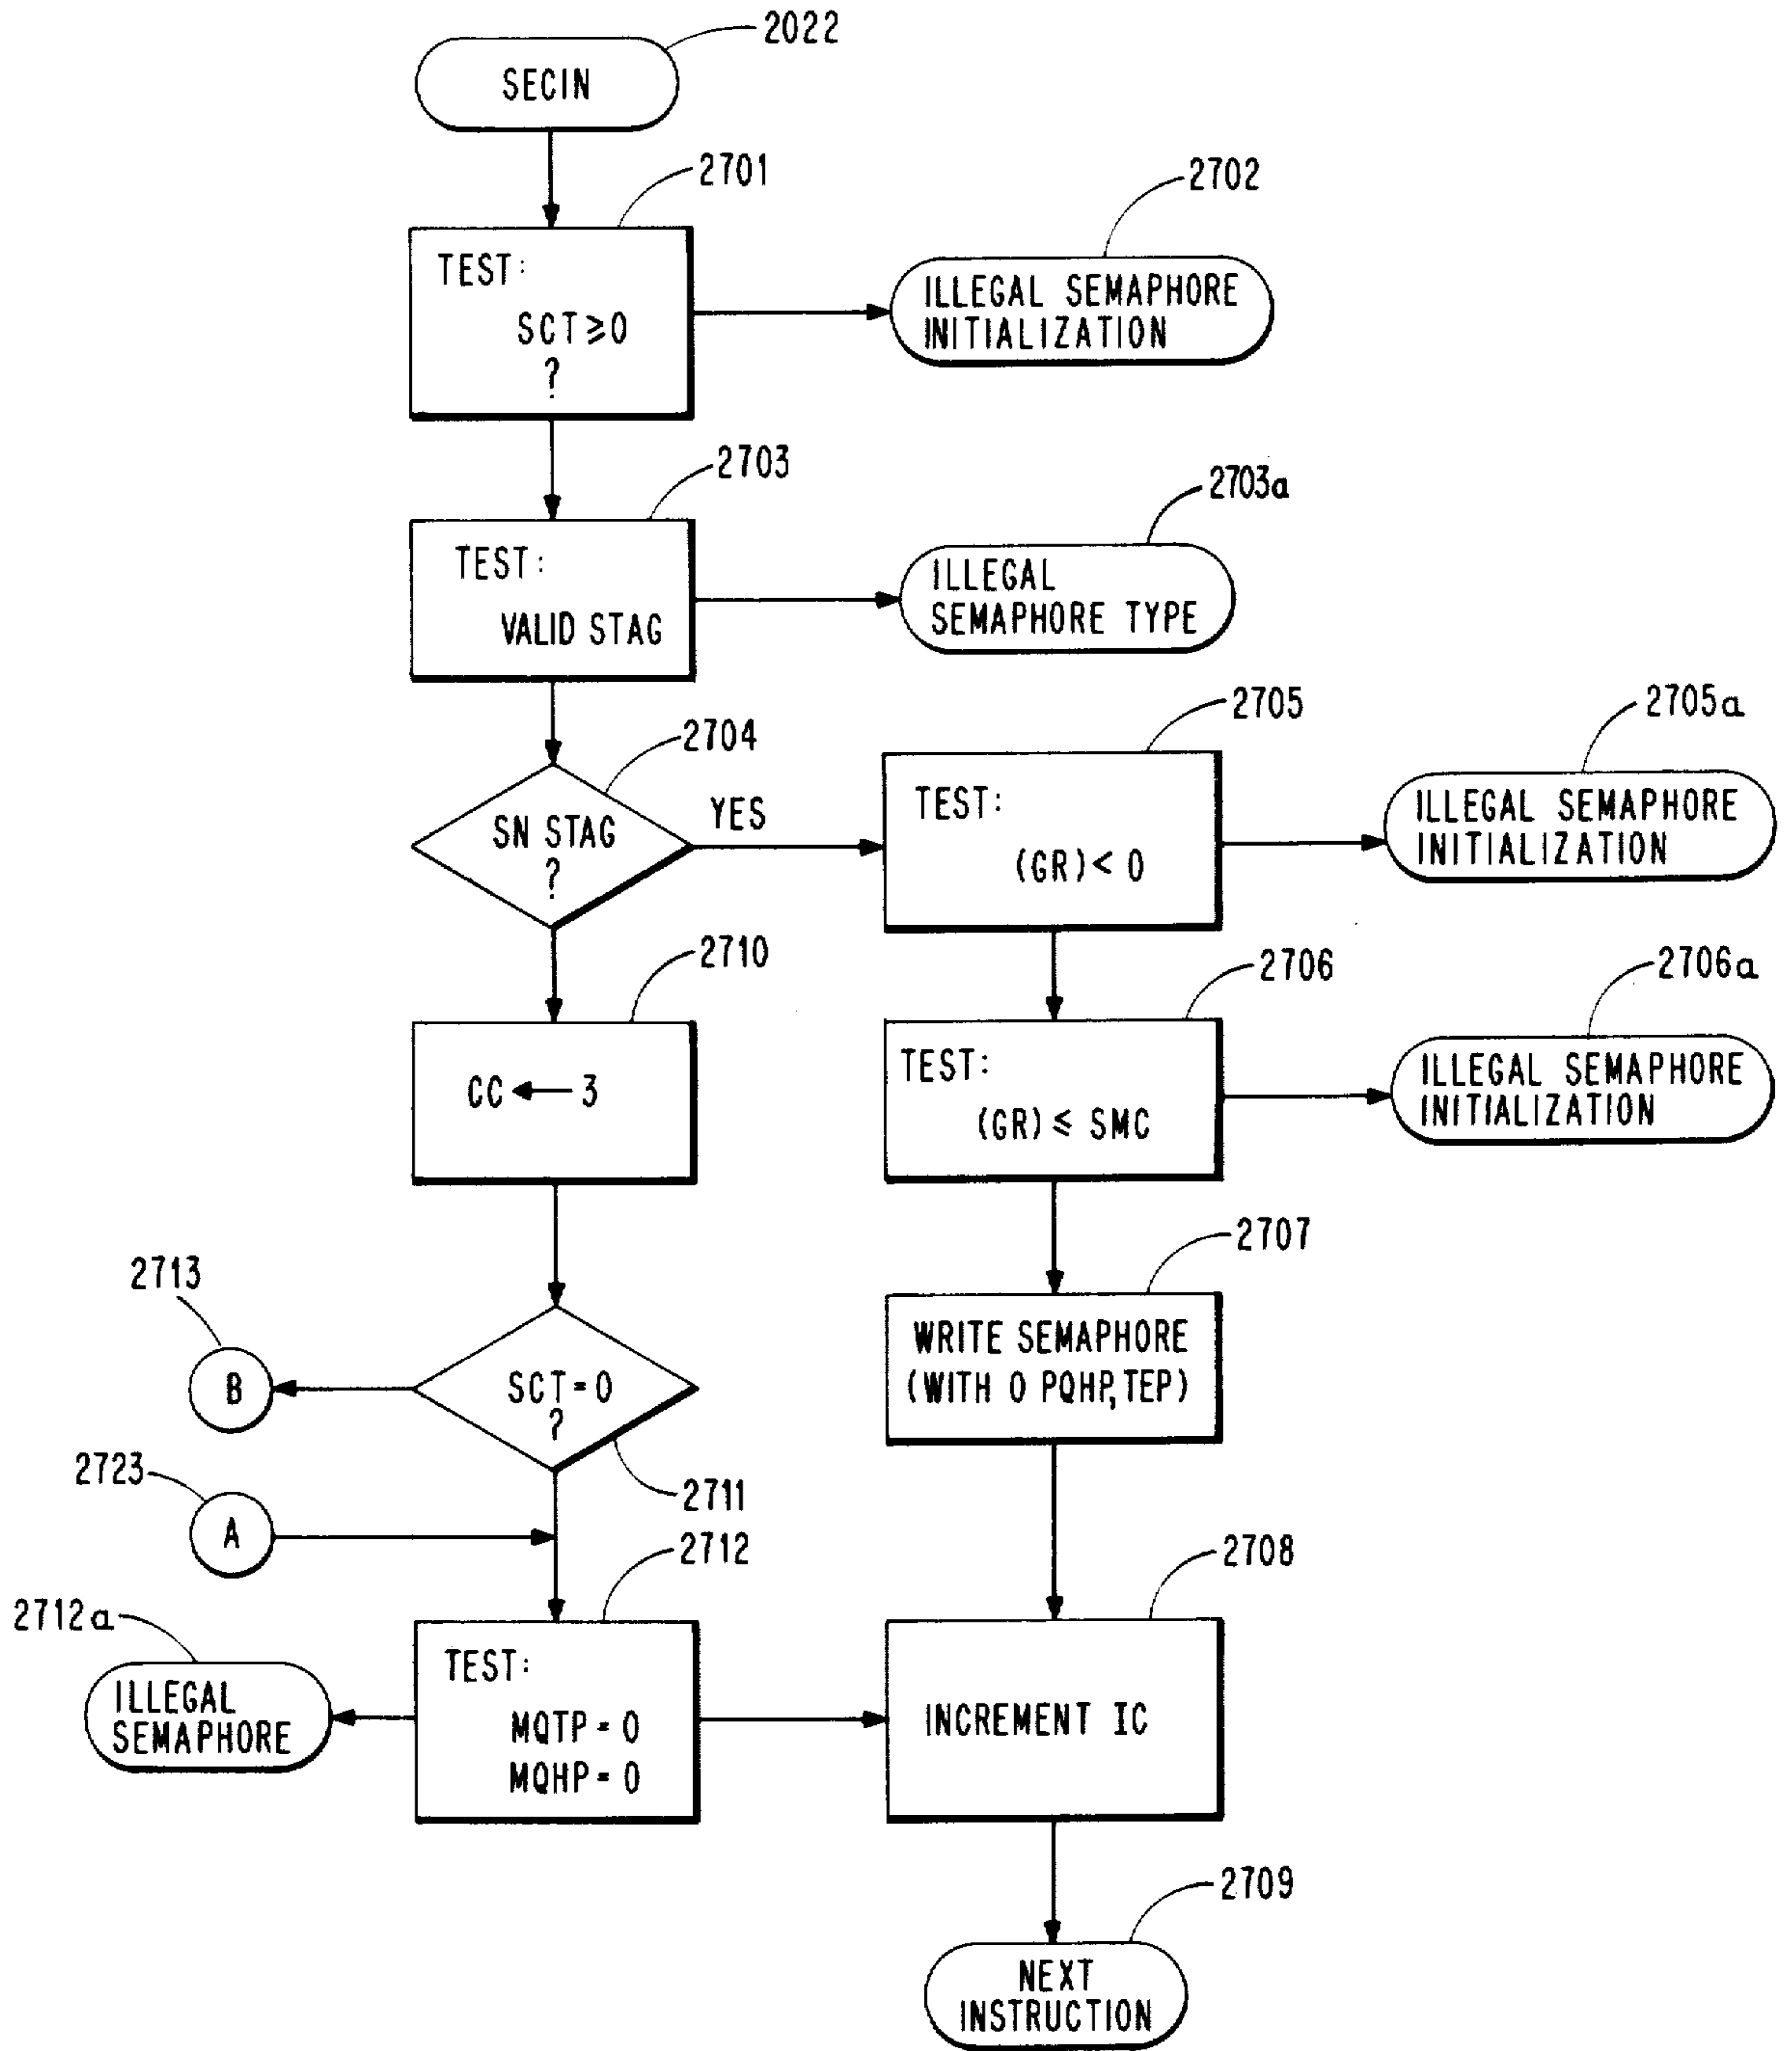 2022
SECIN
2701
TEST:
SCT ≥ 0
?
2702
ILLEGAL SEMAPHORE
INITIALIZATION
2703
TEST:
VALID STAG
2703a
ILLEGAL
SEMAPHORE TYPE
2704
SN STAG
?
YES
2705
TEST:
(GR) < 0
2705a
ILLEGAL SEMAPHORE
INITIALIZATION
2710
CC ← 3
2706
TEST:
(GR) ≤ SMC
2706a
ILLEGAL SEMAPHORE
INITIALIZATION
2707
WRITE SEMAPHORE
(WITH 0 PQHP, TEP)
2713
B
SCT = 0
?
2711
2723
A
2712
TEST:
MQTP = 0
MQHP = 0
2712a
ILLEGAL
SEMAPHORE
2708
INCREMENT IC
2709
NEXT
INSTRUCTION